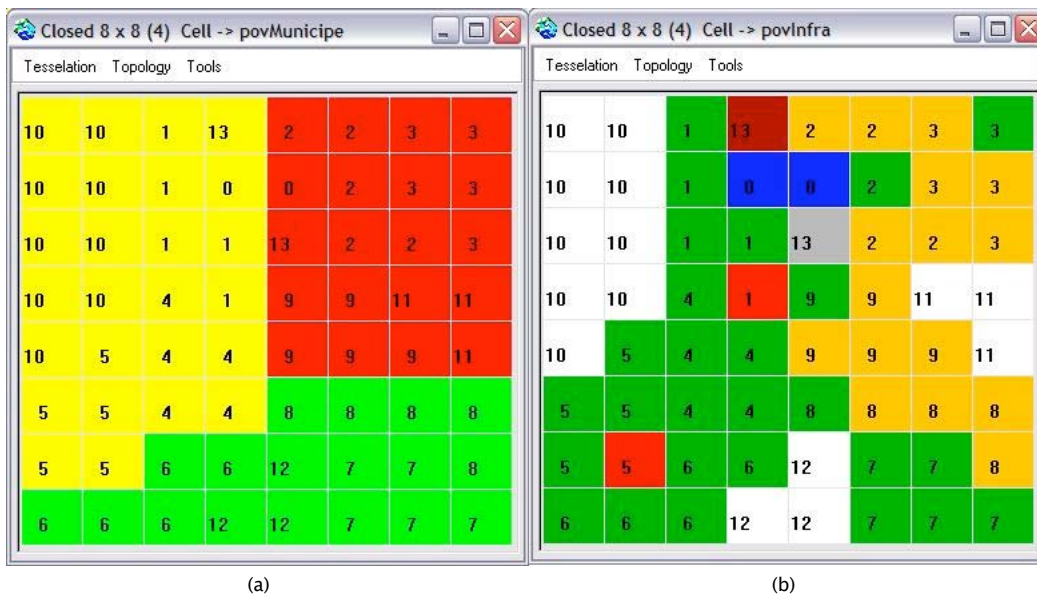 Closed 8 x 8 (4) Cell -> povMunicipe
Tesselation Topology Tools
10 10 1 13 2 2 3 3
10 10 1 0 0 2 3 3
10 10 1 1 13 2 2 3
10 10 4 1 9 9 11 11
10 5 4 4 9 9 9 11
5 5 4 4 8 8 8 8
5 5 6 6 12 7 7 8
6 6 6 12 12 7 7 7
(a)
Closed 8 x 8 (4) Cell -> povInfra
Tesselation Topology Tools
10 10 1 13 2 2 3 3
10 10 1 0 0 2 3 3
10 10 1 1 13 2 2 3
10 10 4 1 9 9 11 11
10 5 4 4 9 9 9 11
5 5 4 4 8 8 8 8
5 5 6 6 12 7 7 8
6 6 6 12 12 7 7 7
(b)